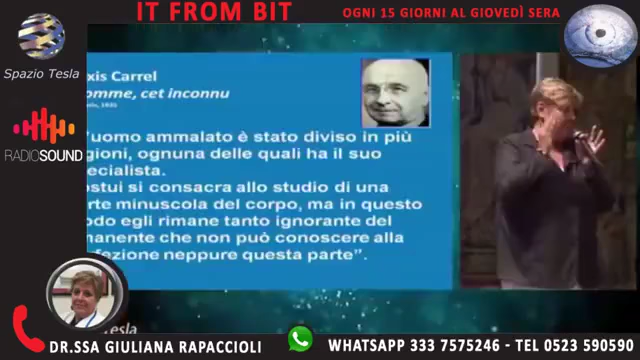 IT FROM BIT
OGNI 15 GIORNI AL GIOVEDÌ SERA
Spazio Tesla
RADIOSOUND
xis Carrel
omme, cet inconnu
uomo ammalato è stato diviso in più
gioni, ognuna delle quali ha il suo
ecialista.
ostui si consacra allo studio di una
rte minuscola del corpo, ma in questo
odo egli rimane tanto ignorante del
manente che non può conoscere alla
fezione neppure questa parte”.
Tesla
DR.SSA GIULIANA RAPACCIOLI
WHATSAPP 333 7575246 - TEL 0523 590590